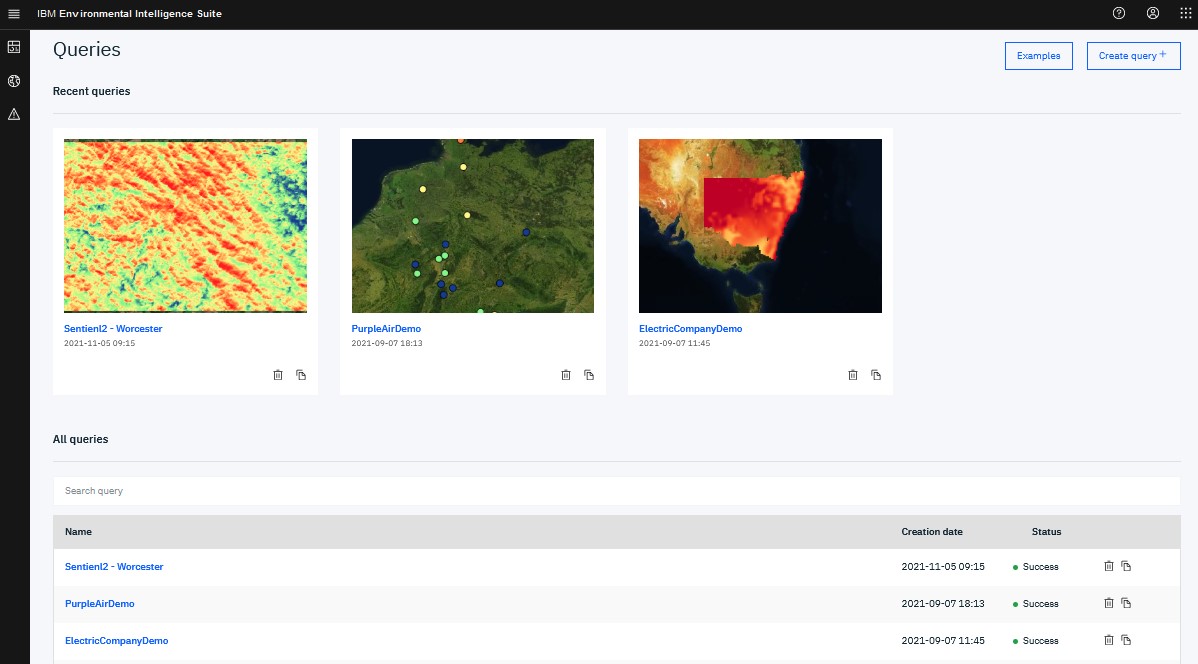 IBM Environmental Intelligence Suite
Queries
Examples
Create query +
Recent queries
Sentienl2 - Worcester
2021-11-05 09:15
PurpleAirDemo
2021-09-07 18:13
ElectricCompanyDemo
2021-09-07 11:45
All queries
Search query
Name Creation date Status
Sentienl2 - Worcester 2021-11-05 09:15 Success
PurpleAirDemo 2021-09-07 18:13 Success
ElectricCompanyDemo 2021-09-07 11:45 Success